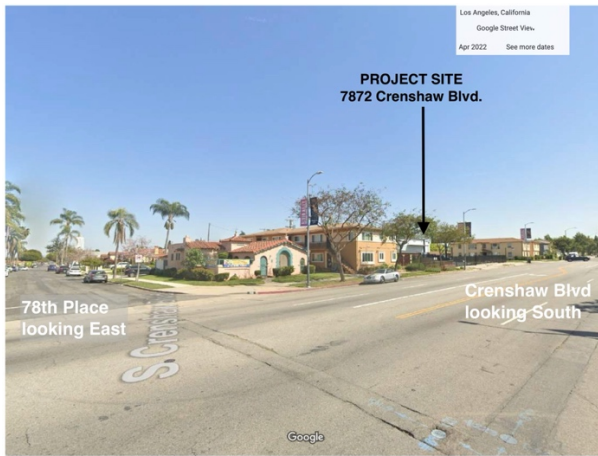 Los Angeles, California
Google Street View
Apr 2022 See more dates
PROJECT SITE
7872 Crenshaw Blvd.
78th Place
looking East
Crenshaw Blvd
looking South
S. Crenshaw
Google